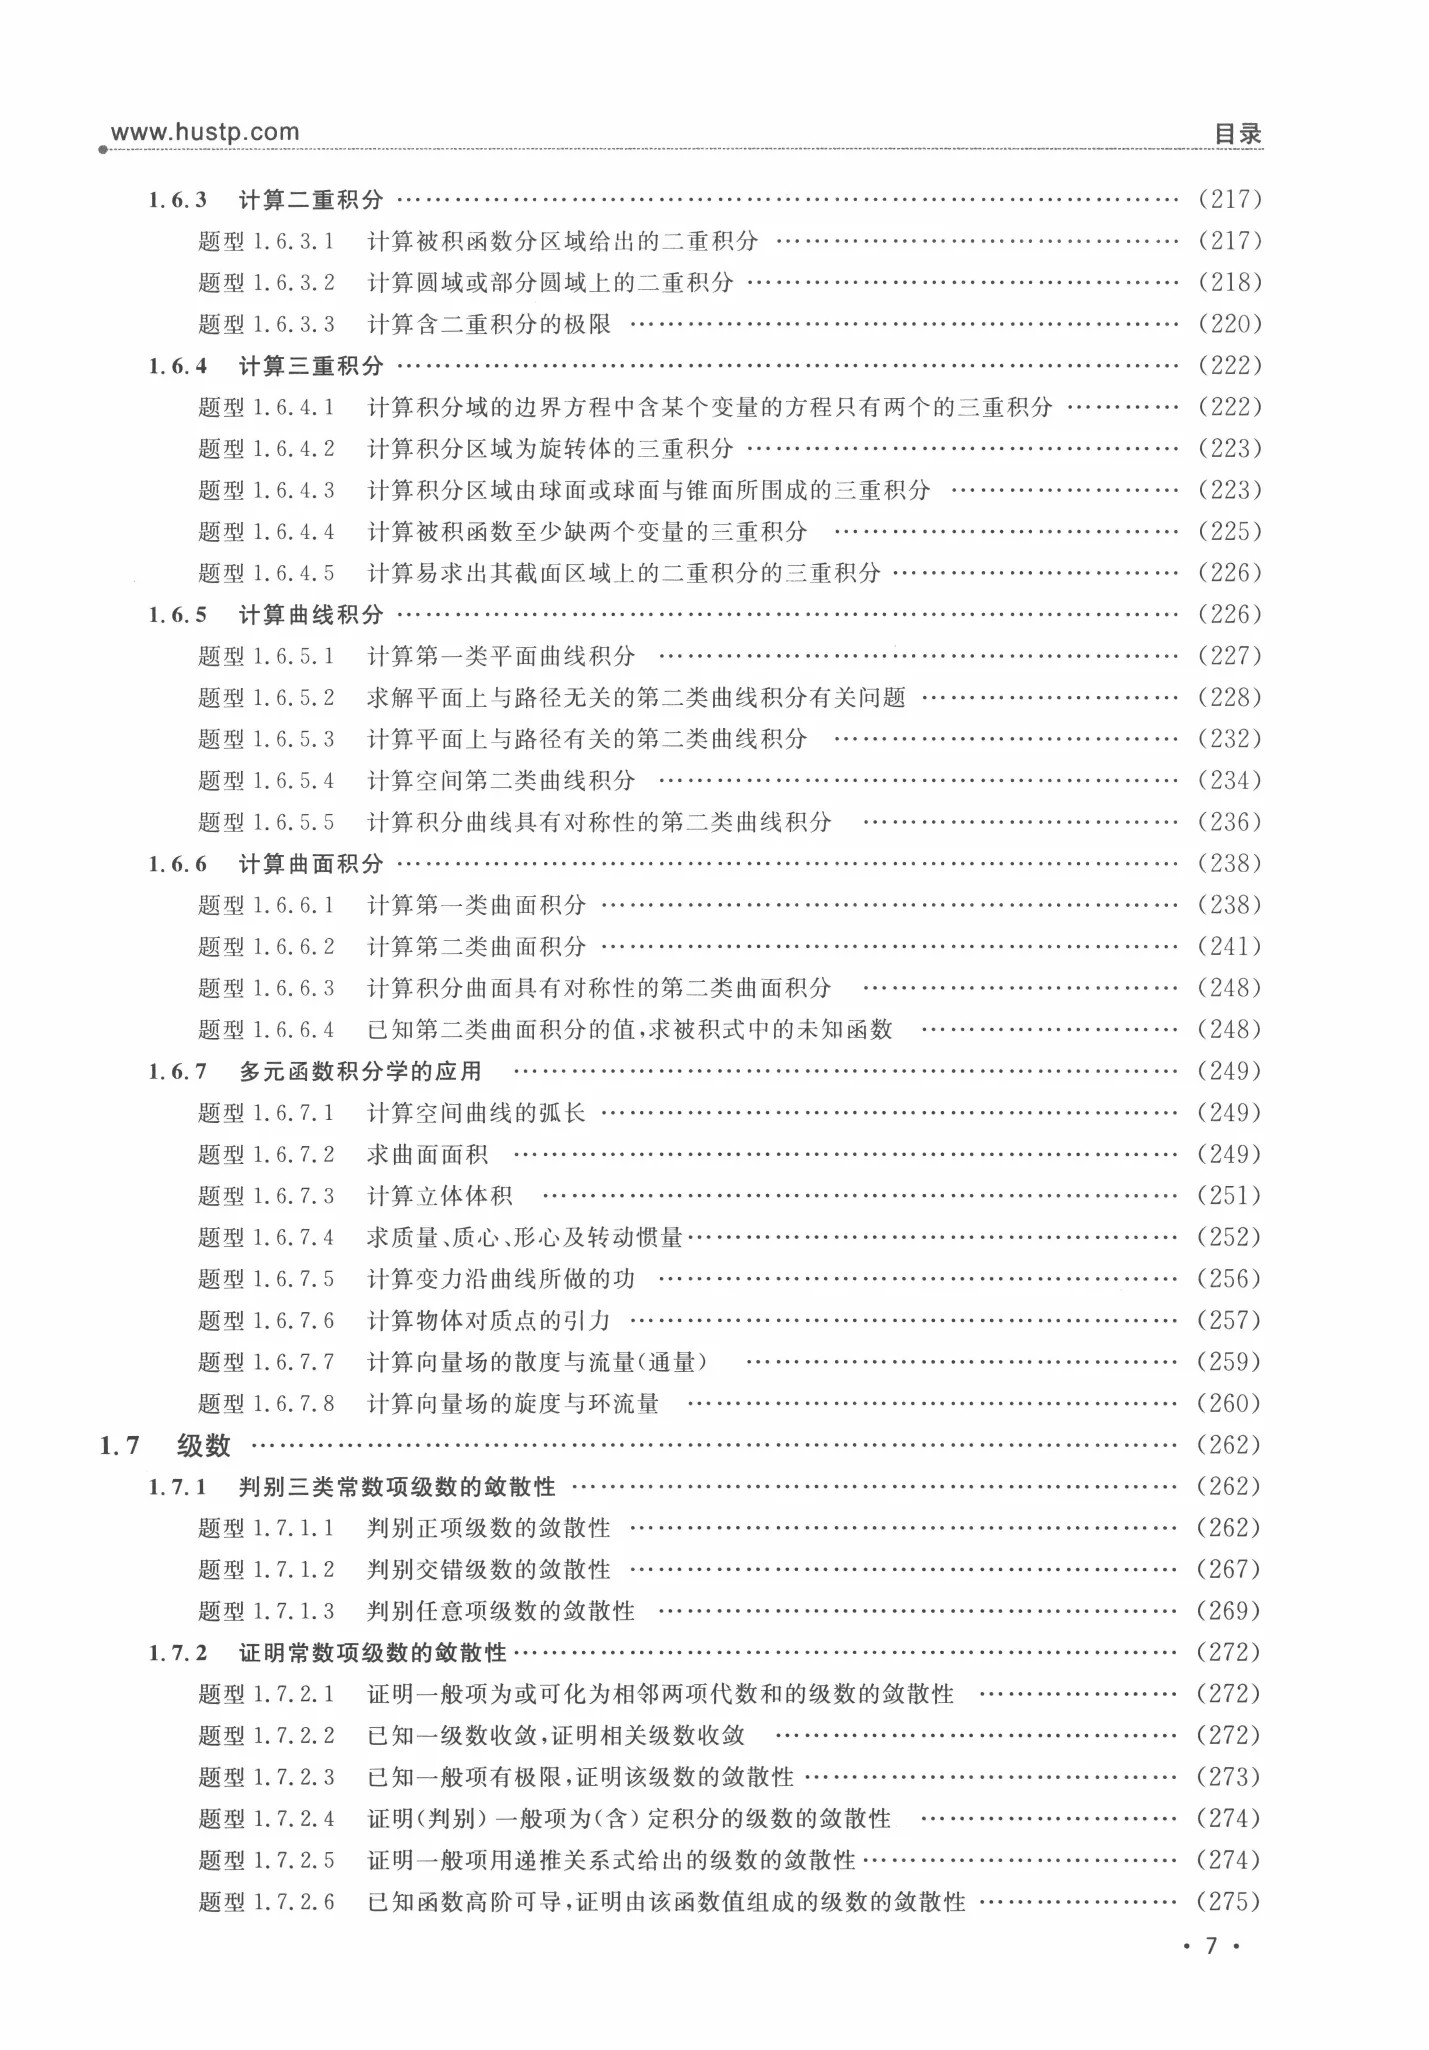 www.hustp.com 目录
1.6.3 计算二重积分 …… (217)
题型 1.6.3.1 计算被积函数分区域给出的二重积分 …… (217)
题型 1.6.3.2 计算圆域或部分圆域上的二重积分 …… (218)
题型 1.6.3.3 计算含二重积分的极限 …… (220)
1.6.4 计算三重积分 …… (222)
题型 1.6.4.1 计算积分域的边界方程中含某个变量的方程只有两个的三重积分 …… (222)
题型 1.6.4.2 计算积分区域为旋转体的三重积分 …… (223)
题型 1.6.4.3 计算积分区域由球面或球面与锥面所围成的三重积分 …… (223)
题型 1.6.4.4 计算被积函数至少缺两个变量的三重积分 …… (225)
题型 1.6.4.5 计算易求出其截面区域上的二重积分的三重积分 …… (226)
1.6.5 计算曲线积分 …… (226)
题型 1.6.5.1 计算第一类平面曲线积分 …… (227)
题型 1.6.5.2 求解平面上与路径无关的第二类曲线积分有关问题 …… (228)
题型 1.6.5.3 计算平面上与路径有关的第二类曲线积分 …… (232)
题型 1.6.5.4 计算空间第二类曲线积分 …… (234)
题型 1.6.5.5 计算积分曲线具有对称性的第二类曲线积分 …… (236)
1.6.6 计算曲面积分 …… (238)
题型 1.6.6.1 计算第一类曲面积分 …… (238)
题型 1.6.6.2 计算第二类曲面积分 …… (241)
题型 1.6.6.3 计算积分曲面具有对称性的第二类曲面积分 …… (248)
题型 1.6.6.4 已知第二类曲面积分的值,求被积式中的未知函数 …… (248)
1.6.7 多元函数积分学的应用 …… (249)
题型 1.6.7.1 计算空间曲线的弧长 …… (249)
题型 1.6.7.2 求曲面面积 …… (249)
题型 1.6.7.3 计算立体体积 …… (251)
题型 1.6.7.4 求质量、质心、形心及转动惯量 …… (252)
题型 1.6.7.5 计算变力沿曲线所做的功 …… (256)
题型 1.6.7.6 计算物体对质点的引力 …… (257)
题型 1.6.7.7 计算向量场的散度与流量(通量) …… (259)
题型 1.6.7.8 计算向量场的旋度与环流量 …… (260)
1.7 级数 …… (262)
1.7.1 判别三类常数项级数的敛散性 …… (262)
题型 1.7.1.1 判别正项级数的敛散性 …… (262)
题型 1.7.1.2 判别交错级数的敛散性 …… (267)
题型 1.7.1.3 判别任意项级数的敛散性 …… (269)
1.7.2 证明常数项级数的敛散性 …… (272)
题型 1.7.2.1 证明一般项为或可化为相邻两项代数和的级数的敛散性 …… (272)
题型 1.7.2.2 已知一级数收敛,证明相关级数收敛 …… (272)
题型 1.7.2.3 已知一般项有极限,证明该级数的敛散性 …… (273)
题型 1.7.2.4 证明(判别)一般项为(含)定积分的级数的敛散性 …… (274)
题型 1.7.2.5 证明一般项用递推关系式给出的级数的敛散性 …… (274)
题型 1.7.2.6 已知函数高阶可导,证明由该函数值组成的级数的敛散性 …… (275)
· 7 ·